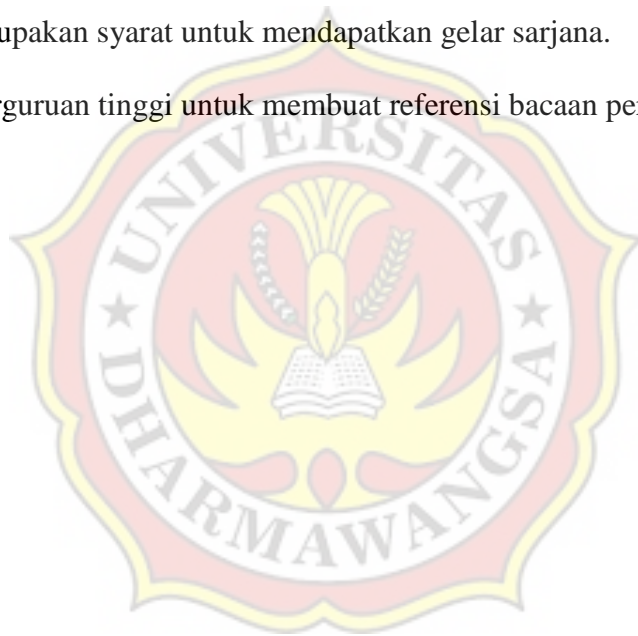 upakan syarat untuk mendapatkan gelar sarjana.
rguruan tinggi untuk membuat referensi bacaan pe
UNIVERSITAS
★ DHARMAWANGSA ★